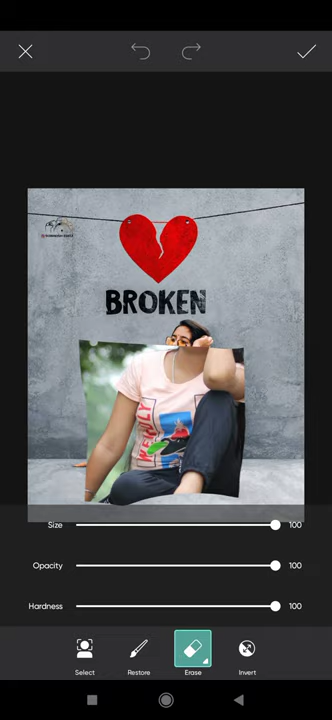 BROKEN
Size 100
Opacity 100
Hardness 100
Select Restore Erase Invert